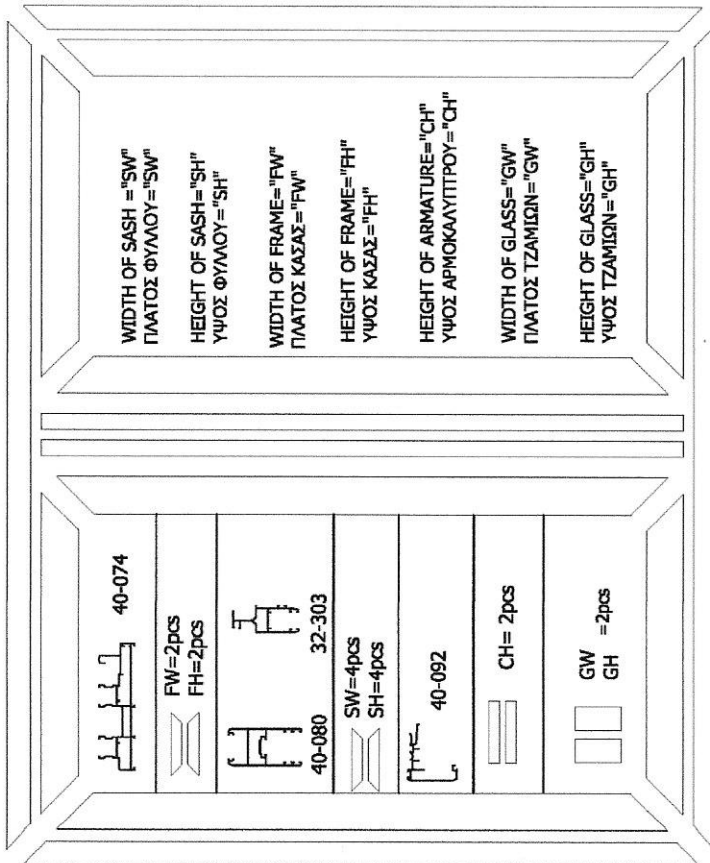 40-074
FW=2pcs
FH=2pcs
40-080
32-303
SW=4pcs
SH=4pcs
40-092
CH= 2pcs
GW
GH
=2pcs
WIDTH OF SASH ="SW"
ΠΛΑΤΟΣ ΦΥΛΛΟΥ="SW"
HEIGHT OF SASH="SH"
ΥΨΟΣ ΦΥΛΛΟΥ="SH"
WIDTH OF FRAME="FW"
ΠΛΑΤΟΣ ΚΑΣΑΣ="FW"
HEIGHT OF FRAME="FH"
ΥΨΟΣ ΚΑΣΑΣ="FH"
HEIGHT OF ARMATURE="CH"
ΥΨΟΣ ΑΡΜΟΚΑΛΥΠΤΡΟΥ="CH"
WIDTH OF GLASS="GW"
ΠΛΑΤΟΣ ΤΖΑΜΙΩΝ="GW"
HEIGHT OF GLASS="GH"
ΥΨΟΣ ΤΖΑΜΙΩΝ="GH"